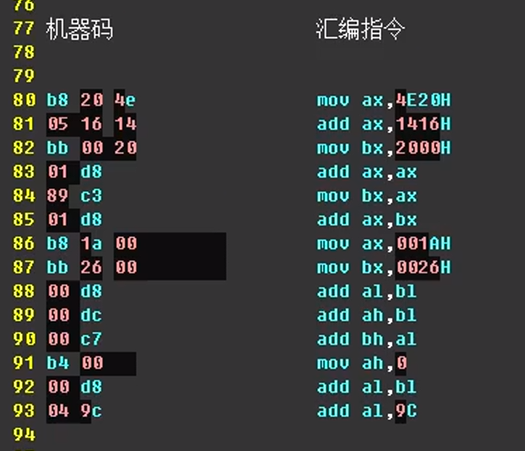 76
77 机器码 汇编指令
78
79
80 b8 20 4e mov ax,4E20H
81 05 16 14 add ax,1416H
82 bb 00 20 mov bx,2000H
83 01 d8 add ax,ax
84 89 c3 mov bx,ax
85 01 d8 add ax,bx
86 b8 1a 00 mov ax,001AH
87 bb 26 00 mov bx,0026H
88 00 d8 add al,bl
89 00 dc add ah,bl
90 00 c7 add bh,al
91 b4 00 mov ah,0
92 00 d8 add al,bl
93 04 9c add al,9C
94